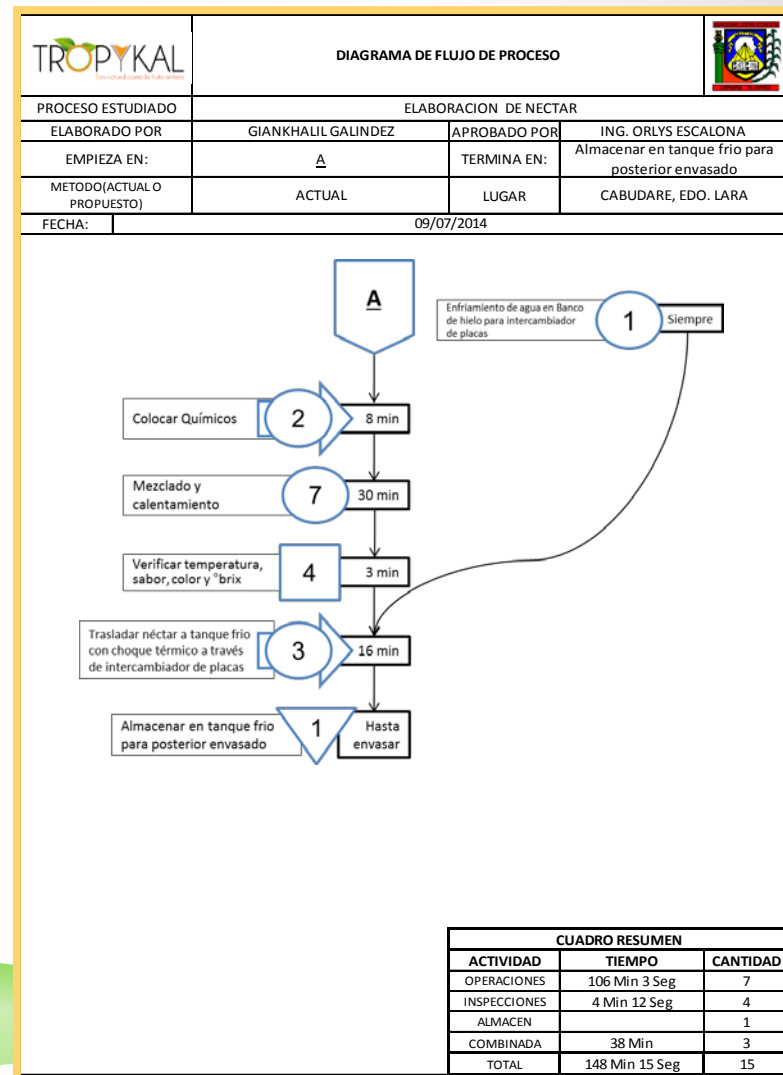 TROPYKAL
DIAGRAMA DE FLUJO DE PROCESO
PROCESO ESTUDIADO
ELABORACION DE NECTAR
ELABORADO POR
GIANKHALIL GALINDEZ
APROBADO POR
ING. ORLYS ESCALONA
EMPIEZA EN:
A
TERMINA EN:
Almacenar en tanque frio para
posterior envasado
METODO(ACTUAL O
PROPUESTO)
ACTUAL
LUGAR
CABUDARE, EDO. LARA
FECHA:
09/07/2014
A
Enfriamiento de agua en Banco
de hielo para intercambiador
de placas
1
Siempre
Colocar Químicos
2
8 min
Mezclado y
calentamiento
7
30 min
Verificar temperatura,
sabor, color y °brix
4
3 min
Trasladar néctar a tanque frio
con choque térmico a través
de intercambiador de placas
3
16 min
Almacenar en tanque frio
para posterior envasado
1
Hasta
envasar
CUADRO RESUMEN
ACTIVIDAD TIEMPO CANTIDAD
OPERACIONES 106 Min 3 Seg 7
INSPECCIONES 4 Min 12 Seg 4
ALMACEN 1
COMBINADA 38 Min 3
TOTAL 148 Min 15 Seg 15